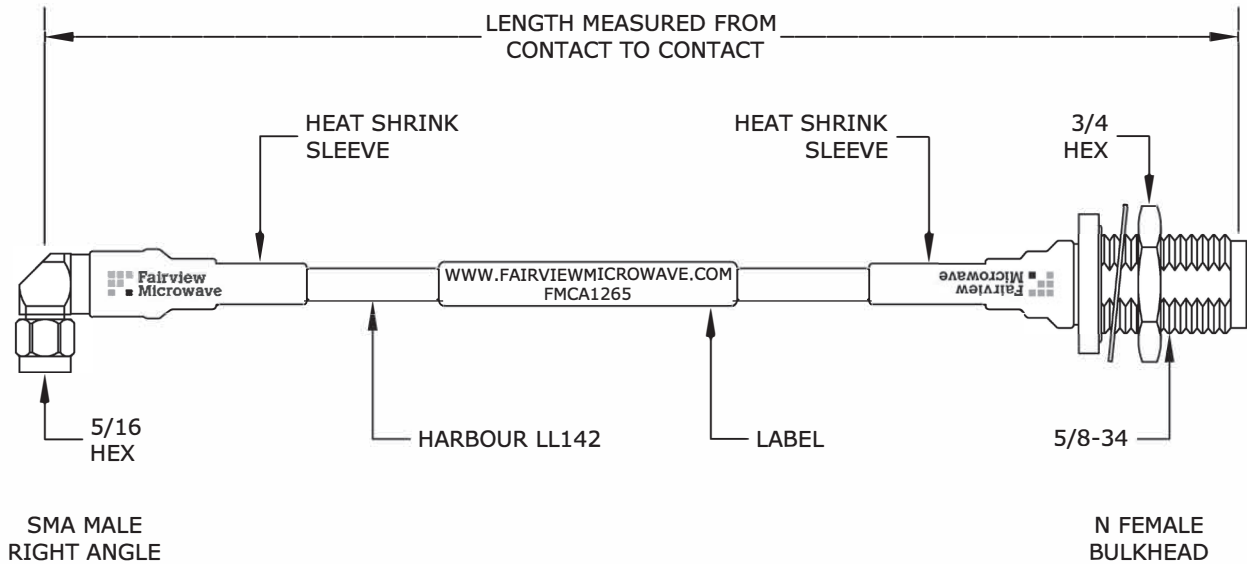 LENGTH MEASURED FROM
CONTACT TO CONTACT
HEAT SHRINK
SLEEVE
HEAT SHRINK
SLEEVE
3/4
HEX
Fairview
Microwave
WWW.FAIRVIEWMICROWAVE.COM
FMCA1265
Fairview
Microwave
5/16
HEX
HARBOUR LL142
LABEL
5/8-34
SMA MALE
RIGHT ANGLE
N FEMALE
BULKHEAD